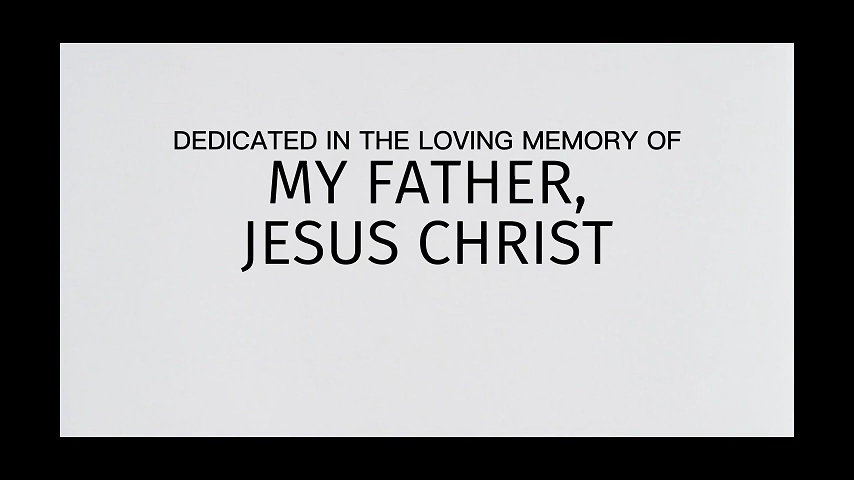 DEDICATED IN THE LOVING MEMORY OF
MY FATHER,
JESUS CHRIST